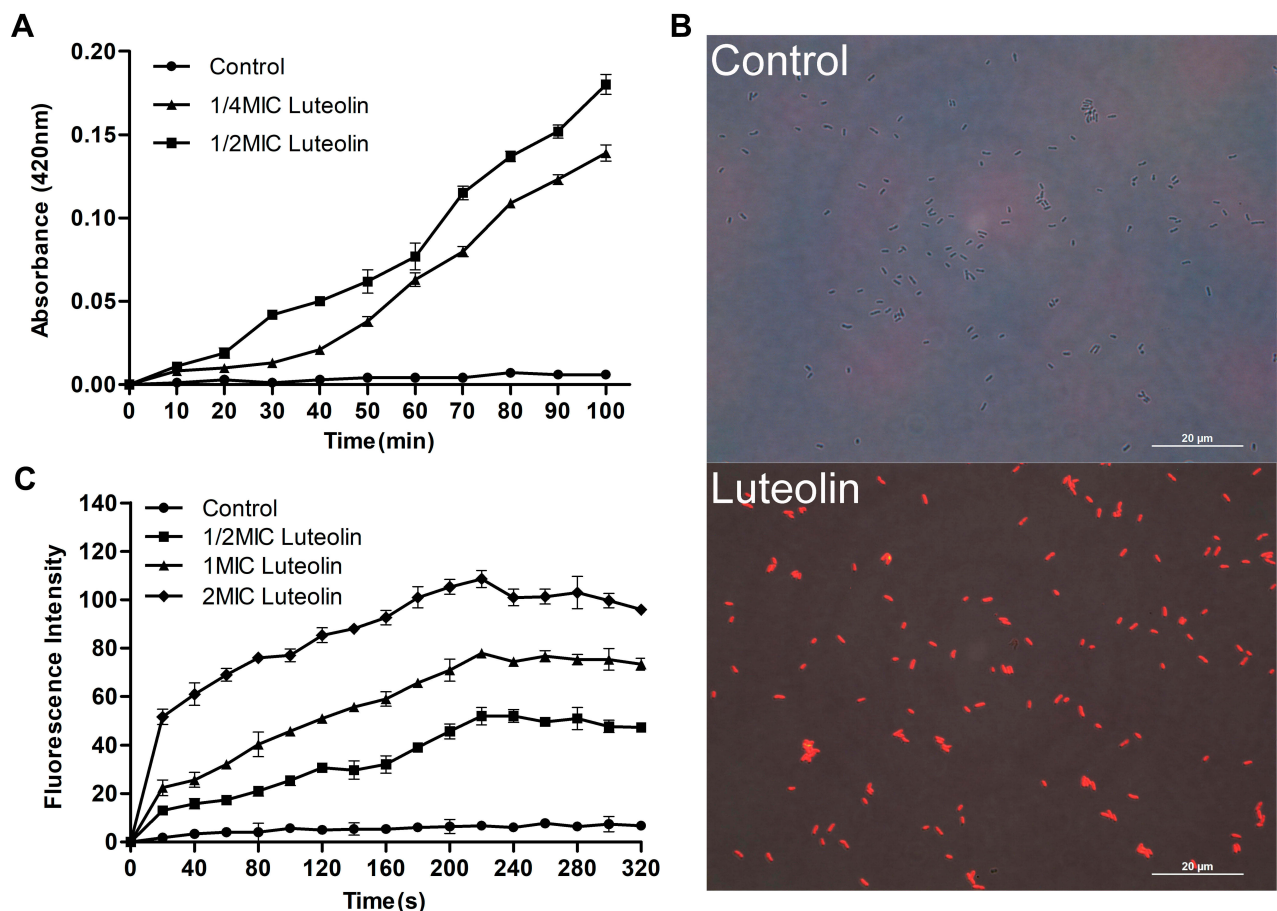 A
Absorbance (420nm)
0.20
0.15
0.10
0.05
0.00
Control
1/4MIC Luteolin
1/2MIC Luteolin
0 10 20 30 40 50 60 70 80 90 100
Time(min)
B
Control
20 µm
Luteolin
20 µm
C
Fluorescence Intensity
140
120
100
80
60
40
20
0
Control
1/2MIC Luteolin
1MIC Luteolin
2MIC Luteolin
0 40 80 120 160 200 240 280 320
Time(s)